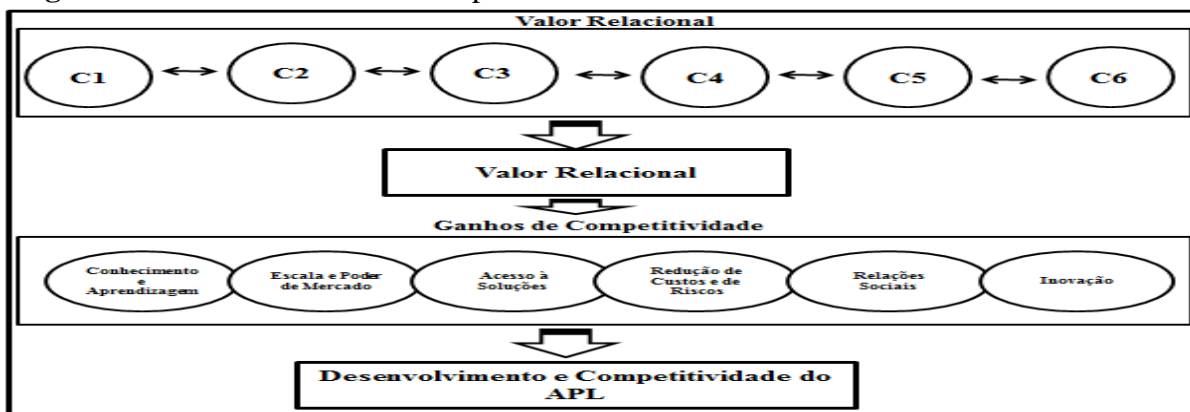 Valor Relacional
C1 C2 C3 C4 C5 C6
Valor Relacional
Ganhos de Competitividade
Conhecimento
e
Aprendizagem
Escala e Poder
de Mercado
Acesso à
Soluções
Redução de
Custos e de
Riscos
Relações
Sociais
Inovação
Desenvolvimento e Competitividade do
APL